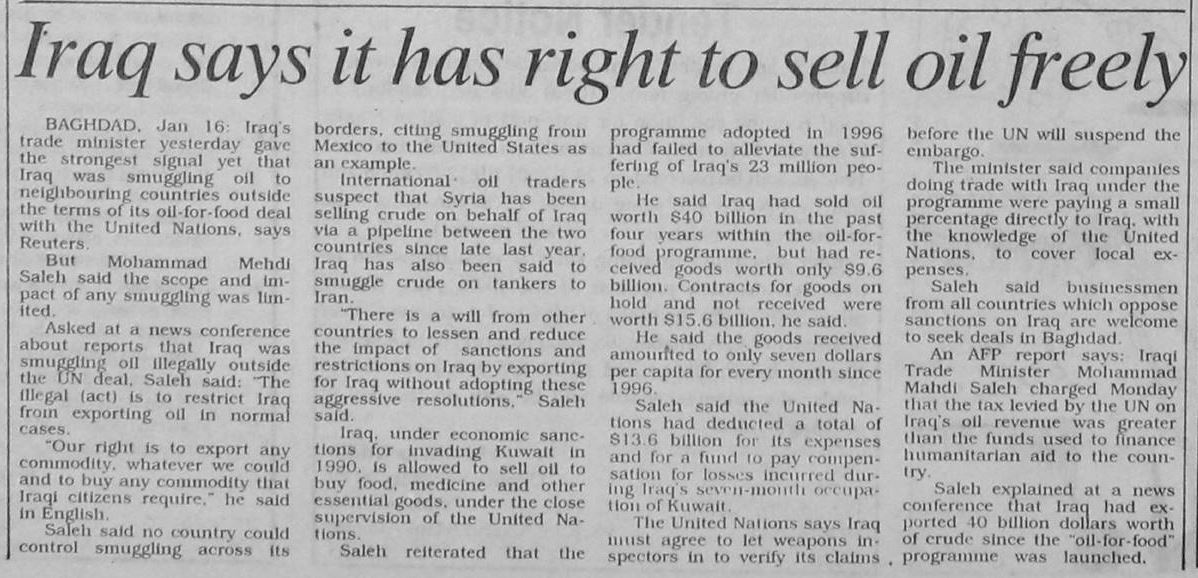 Iraq says it has right to sell oil freely
BAGHDAD, Jan 16: Iraq's
trade minister yesterday gave
the strongest signal yet that
Iraq was smuggling oil to
neighbouring countries outside
the terms of its oil-for-food deal
with the United Nations, says
Reuters.
But Mohammad Mehdi
Saleh said the scope and im-
pact of any smuggling was lim-
ited.
Asked at a news conference
about reports that Iraq was
smuggling oil illegally outside
the UN deal, Saleh said: "The
illegal (act) is to restrict Iraq
from exporting oil in normal
cases.
"Our right is to export any
commodity, whatever we could
and to buy any commodity that
Iraqi citizens require," he said
in English.
Saleh said no country could
control smuggling across its
borders, citing smuggling from
Mexico to the United States as
an example.
International oil traders
suspect that Syria has been
selling crude on behalf of Iraq
via a pipeline between the two
countries since late last year.
Iraq has also been said to
smuggle crude on tankers to
Iran.
"There is a will from other
countries to lessen and reduce
the impact of sanctions and
restrictions on Iraq by exporting
for Iraq without adopting these
aggressive resolutions," Saleh
said.
Iraq, under economic sanc-
tions for invading Kuwait in
1990, is allowed to sell oil to
buy food, medicine and other
essential goods, under the close
supervision of the United Na-
tions.
Saleh reiterated that the
programme adopted in 1996
had failed to alleviate the suf-
fering of Iraq's 23 million peo-
ple.
He said Iraq had sold oil
worth $40 billion in the past
four years within the oil-for-
food programme, but had re-
ceived goods worth only $9.6
billion. Contracts for goods on
hold and not received were
worth $15.6 billion, he said.
He said the goods received
amounted to only seven dollars
per capita for every month since
1996.
Saleh said the United Na-
tions had deducted a total of
$13.6 billion for its expenses
and for a fund to pay compen-
sation for losses incurred dur-
ing Iraq's seven-month occupa-
tion of Kuwait.
The United Nations says Iraq
must agree to let weapons in-
spectors in to verify its claims
before the UN will suspend the
embargo.
The minister said companies
doing trade with Iraq under the
programme were paying a small
percentage directly to Iraq, with
the knowledge of the United
Nations, to cover local ex-
penses.
Saleh said businessmen
from all countries which oppose
sanctions on Iraq are welcome
to seek deals in Baghdad.
An AFP report says: Iraqi
Trade Minister Mohammad
Mahdi Saleh charged Monday
that the tax levied by the UN on
Iraq's oil revenue was greater
than the funds used to finance
humanitarian aid to the coun-
try.
Saleh explained at a news
conference that Iraq had ex-
ported 40 billion dollars worth
of crude since the "oil-for-food"
programme was launched.